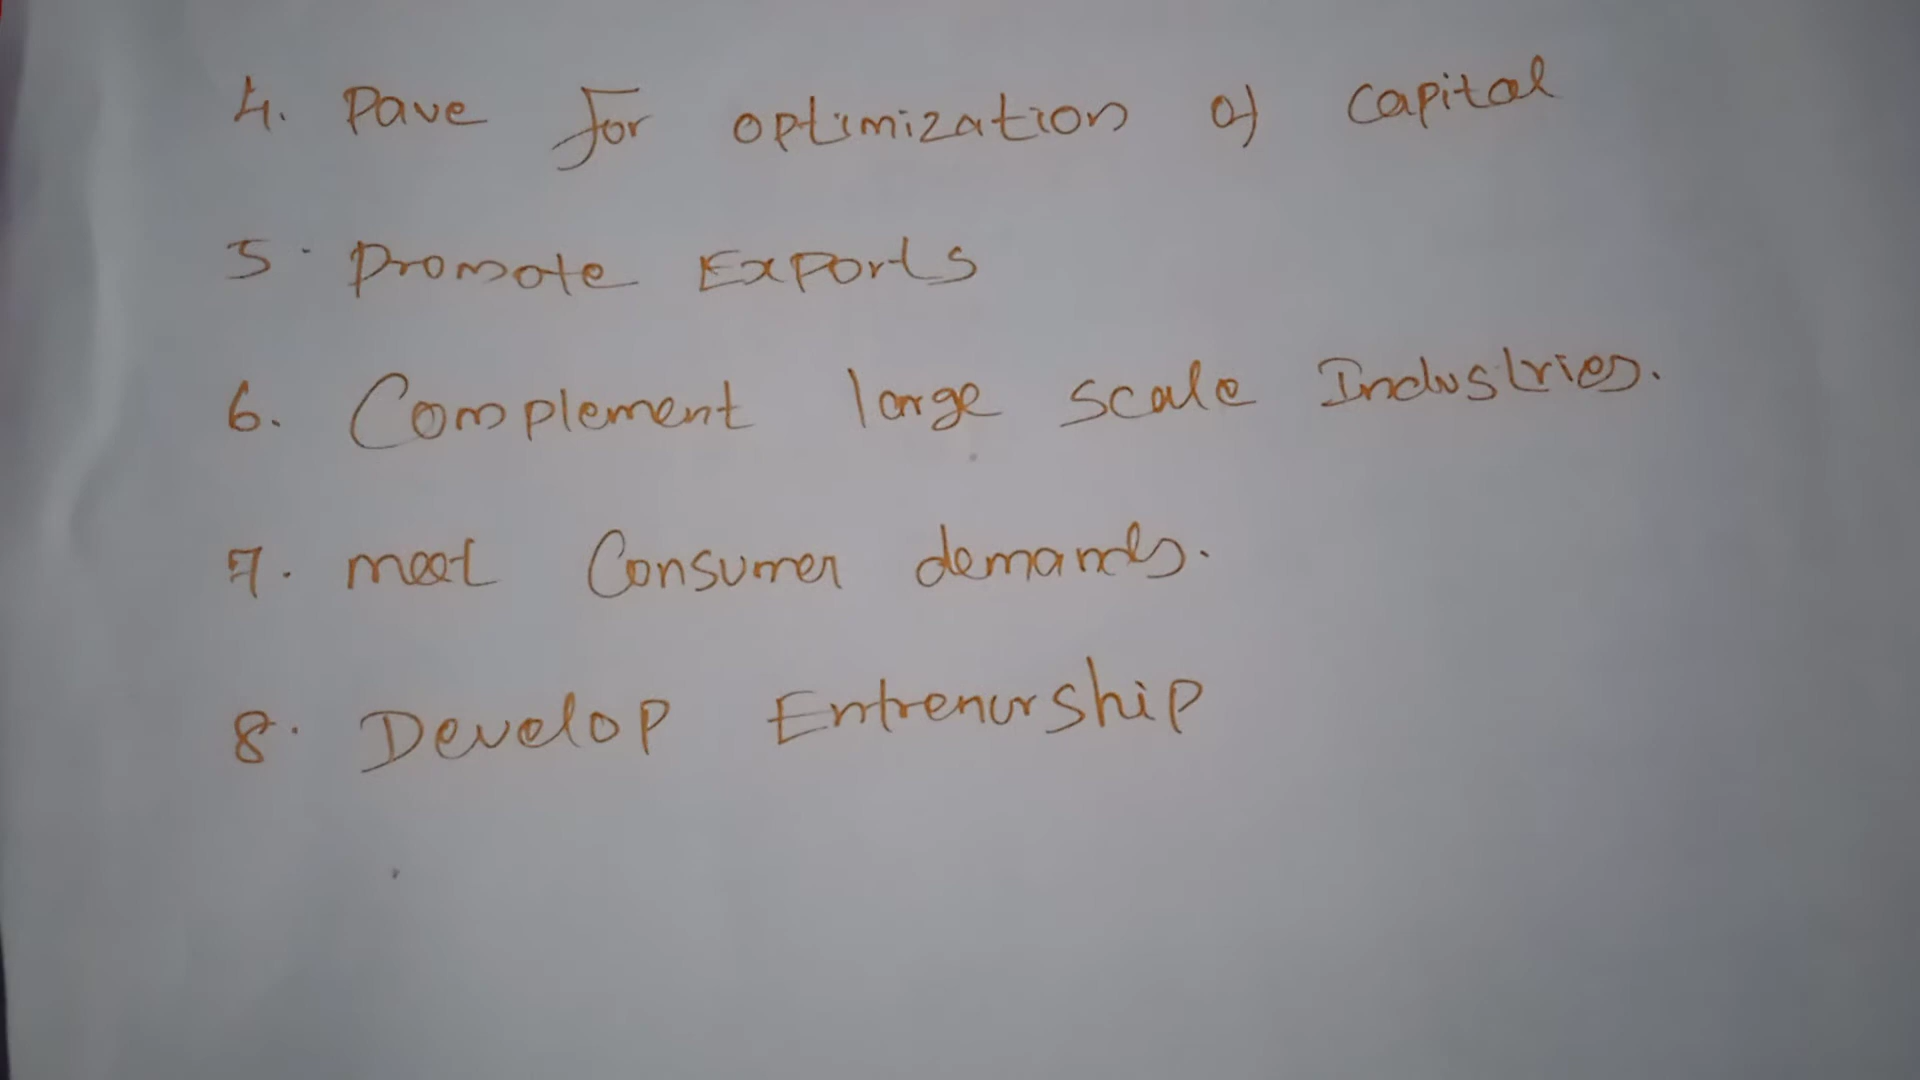 4. Pave for optimization of capital
5. Promote Exports
6. Complement large scale Industries.
7. meet Consumer demands.
8. Develop Entrenurship